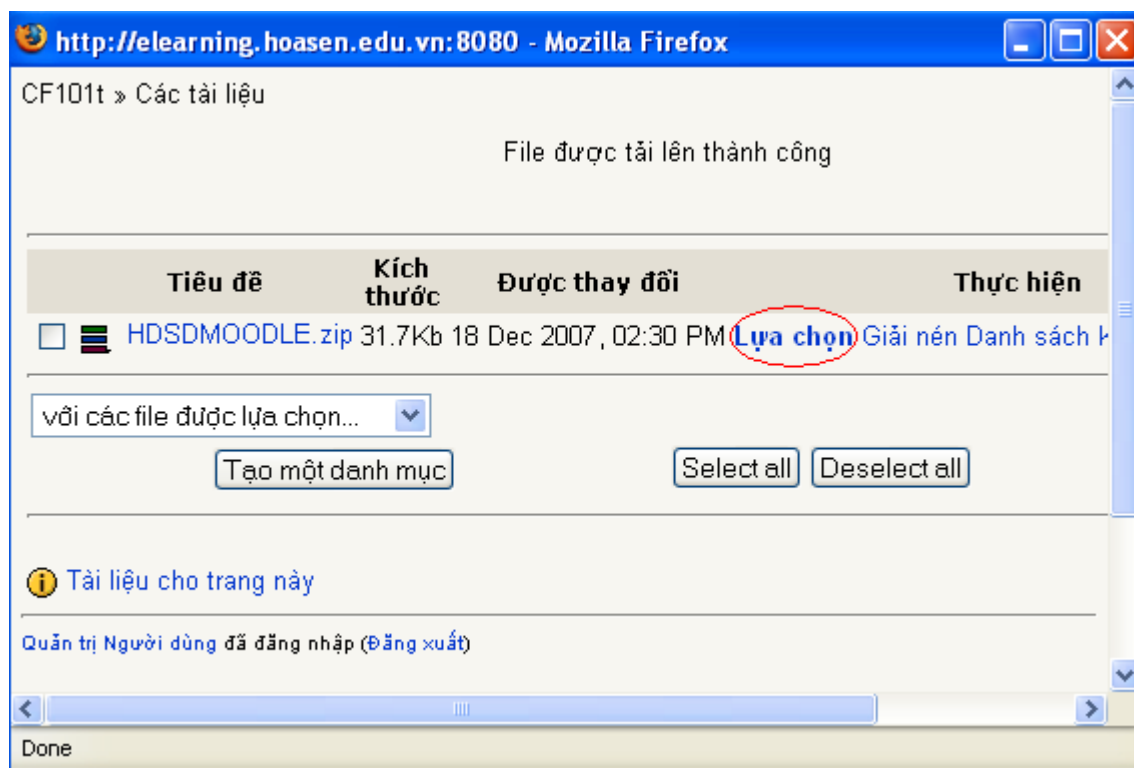 http://elearning.hoasen.edu.vn:8080 - Mozilla Firefox
CF101t » Các tài liệu
File được tải lên thành công
Tiêu đề Kích thước Được thay đổi Thực hiện
HDSDMOODLE.zip 31.7Kb 18 Dec 2007, 02:30 PM Lựa chọn Giải nén Danh sách
với các file được lựa chọn...
Tạo một danh mục Select all Deselect all
Tài liệu cho trang này
Quản trị Người dùng đã đăng nhập (Đăng xuất)
Done